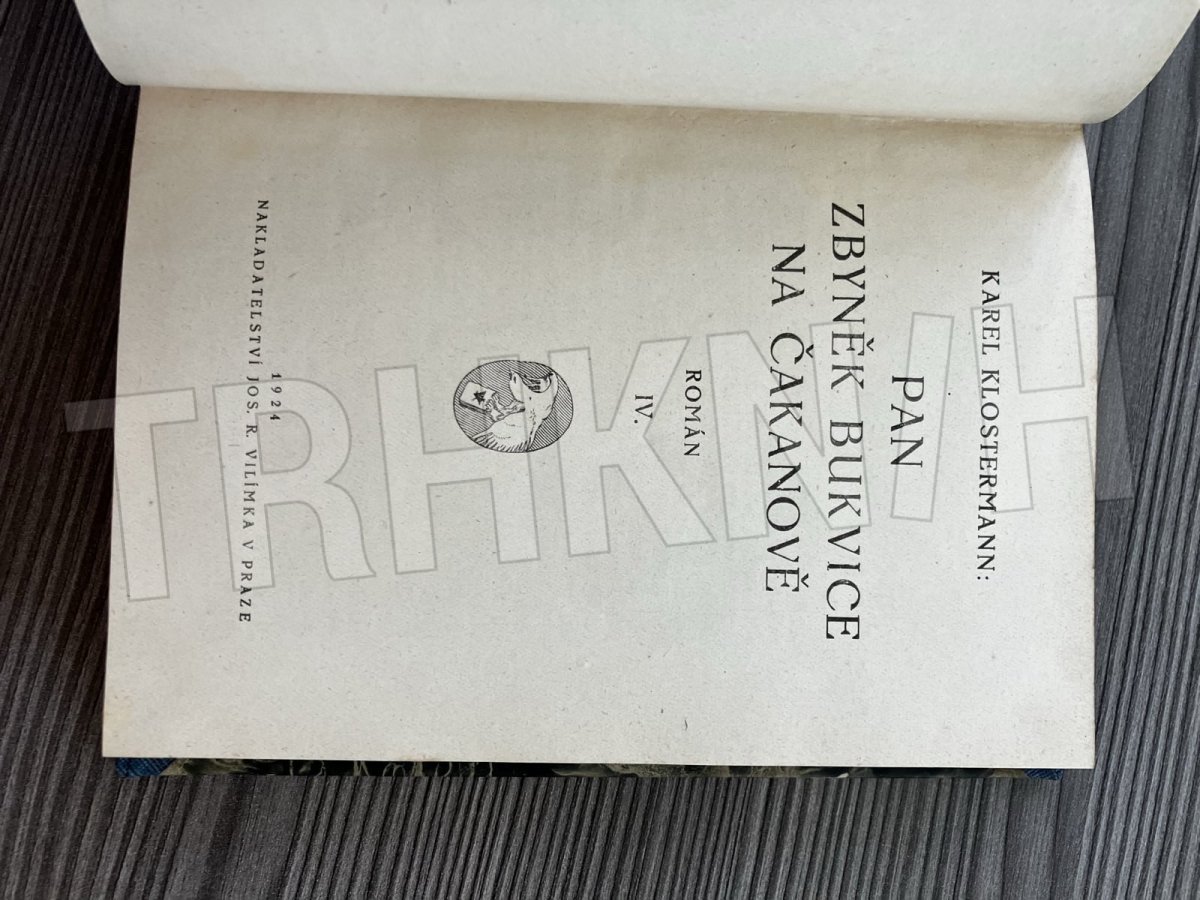 KAREL KLOSTERMANN:
PAN
ZBYNĚK BUKVICE
NA ČAKANOVĚ
ROMÁN
IV.
1924
NAKLADATELSTVÍ JOS. R. VILÍMKA V PRAZE
TRHKNIH